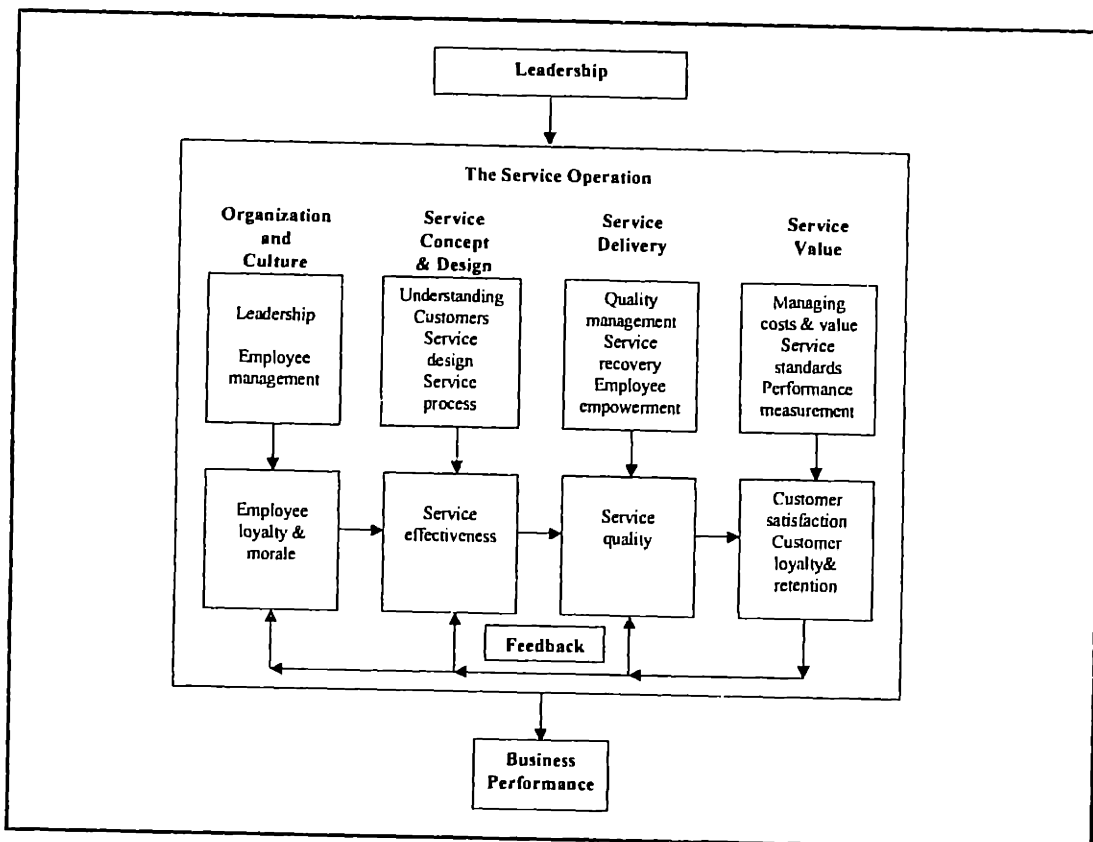 Leadership
The Service Operation
Organization
and
Culture
Service
Concept
& Design
Service
Delivery
Service
Value
Leadership
Employee
management
Understanding
Customers
Service
design
Service
process
Quality
management
Service
recovery
Employee
empowerment
Managing
costs & value
Service
standards
Performance
measurement
Employee
loyalty &
morale
Service
effectiveness
Service
quality
Customer
satisfaction
Customer
loyalty&
retention
Feedback
Business
Performance